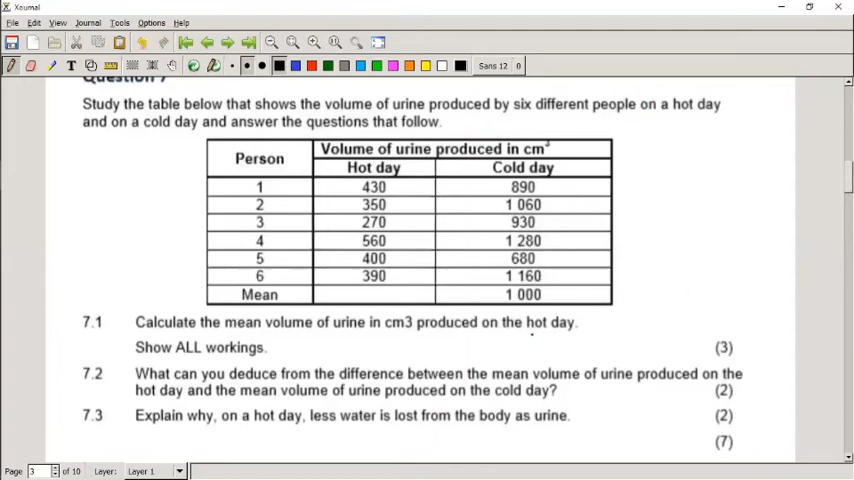 Xournal
File Edit View Journal Tools Options Help
Sans 12 0
Question 7
Study the table below that shows the volume of urine produced by six different people on a hot day
and on a cold day and answer the questions that follow.
Person Volume of urine produced in cm³
Hot day Cold day
1 430 890
2 350 1 060
3 270 930
4 560 1 280
5 400 680
6 390 1 160
Mean 1 000
7.1 Calculate the mean volume of urine in cm3 produced on the hot day.
Show ALL workings. (3)
7.2 What can you deduce from the difference between the mean volume of urine produced on the
hot day and the mean volume of urine produced on the cold day? (2)
7.3 Explain why, on a hot day, less water is lost from the body as urine. (2)
(7)
Page 3 of 10 Layer: Layer 1